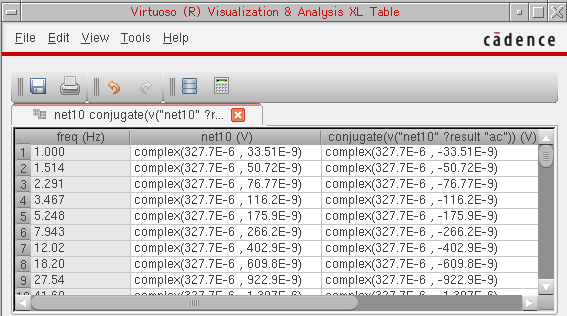 Virtuoso (R) Visualization & Analysis XL Table
File Edit View Tools Help
cādence
net10 conjugate(v("net10" ?r...
freq (Hz) net10 (V) conjugate(v("net10" ?result "ac")) (V)
1 1.000 complex(327.7E-6 , 33.51E-9) complex(327.7E-6 , -33.51E-9)
2 1.514 complex(327.7E-6 , 50.72E-9) complex(327.7E-6 , -50.72E-9)
3 2.291 complex(327.7E-6 , 76.77E-9) complex(327.7E-6 , -76.77E-9)
4 3.467 complex(327.7E-6 , 116.2E-9) complex(327.7E-6 , -116.2E-9)
5 5.248 complex(327.7E-6 , 175.9E-9) complex(327.7E-6 , -175.9E-9)
6 7.943 complex(327.7E-6 , 266.2E-9) complex(327.7E-6 , -266.2E-9)
7 12.02 complex(327.7E-6 , 402.9E-9) complex(327.7E-6 , -402.9E-9)
8 18.20 complex(327.7E-6 , 609.8E-9) complex(327.7E-6 , -609.8E-9)
9 27.54 complex(327.7E-6 , 922.9E-9) complex(327.7E-6 , -922.9E-9)